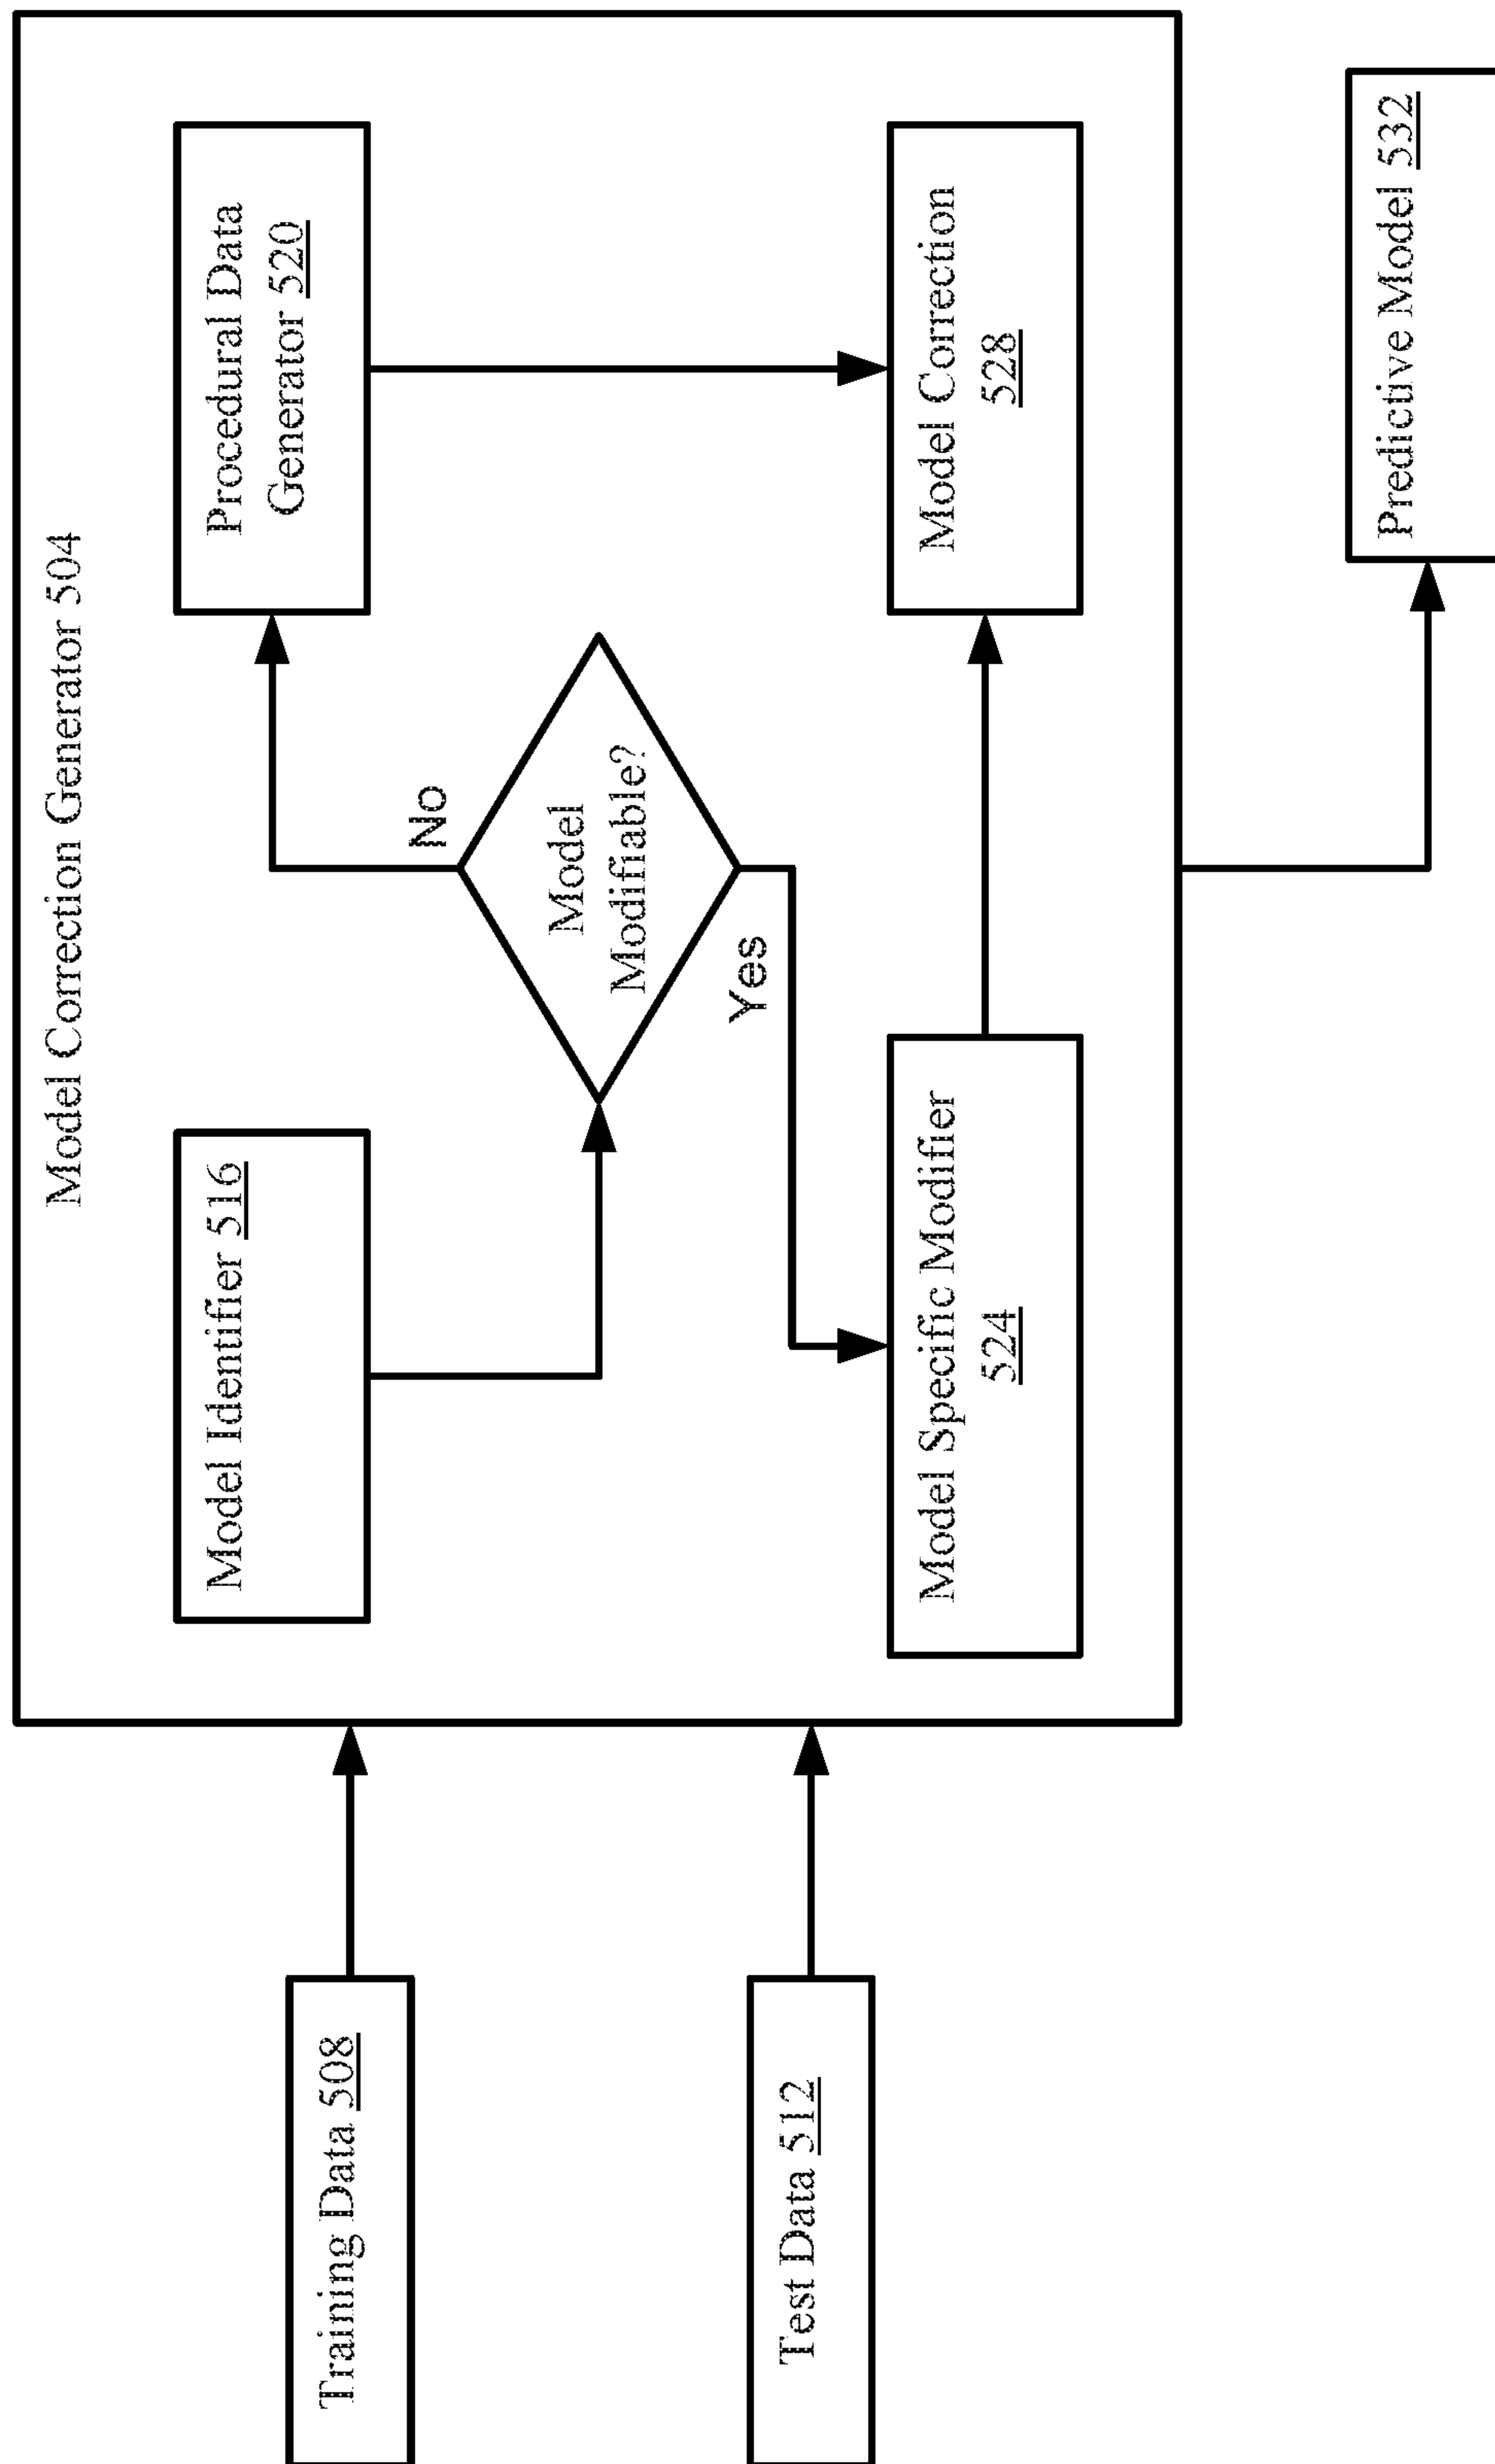 Model Correction Generator 504
Training Data 508
Test Data 512
Model Identifier 516
Model
Modifiable?
No
Yes
Procedural Data
Generator 520
Model Specific Modifier
524
Model Correction
528
Predictive Model 532